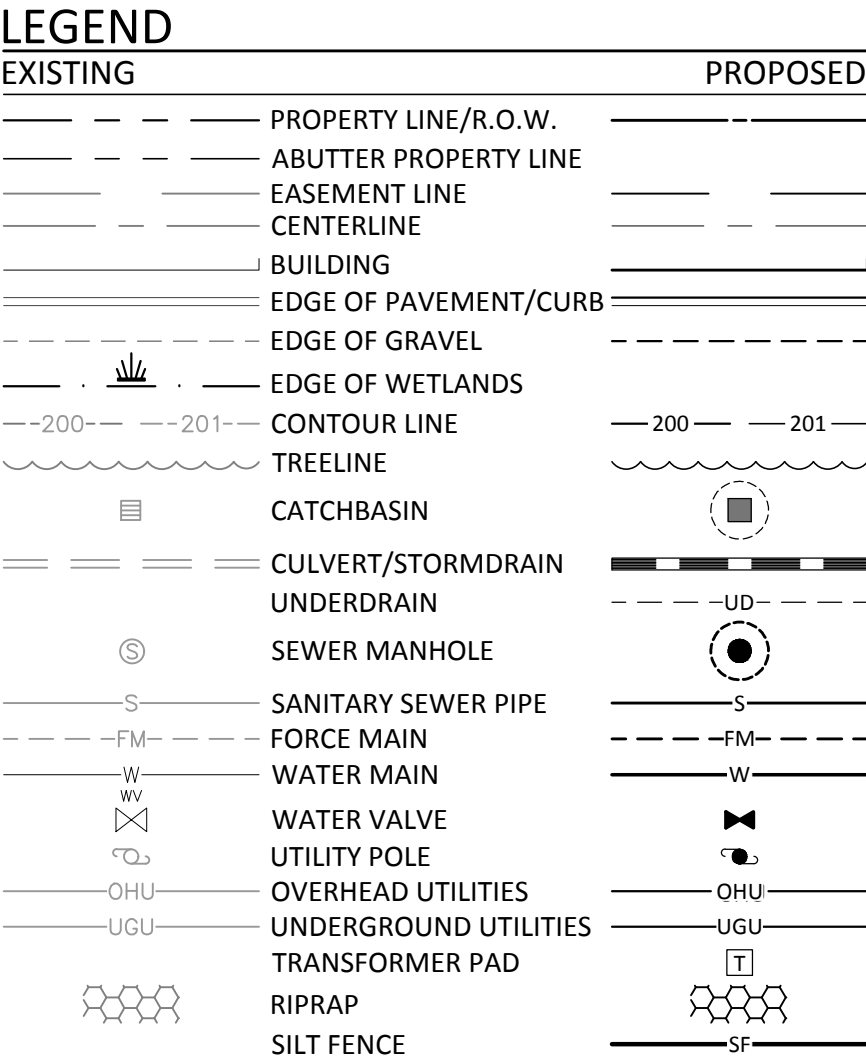 LEGEND
EXISTING PROPOSED
PROPERTY LINE/R.O.W.
ABUTTER PROPERTY LINE
EASEMENT LINE
CENTERLINE
BUILDING
EDGE OF PAVEMENT/CURB
EDGE OF GRAVEL
EDGE OF WETLANDS
200 201 CONTOUR LINE 200 201
TREELINE
CATCHBASIN
CULVERT/STORMDRAIN
UNDERDRAIN UD
S SEWER MANHOLE
S SANITARY SEWER PIPE S
FM FORCE MAIN FM
W WATER MAIN W
WV
WATER VALVE
UTILITY POLE
OHU OVERHEAD UTILITIES OHU
UGU UNDERGROUND UTILITIES UGU
TRANSFORMER PAD T
RIPRAP
SILT FENCE SF